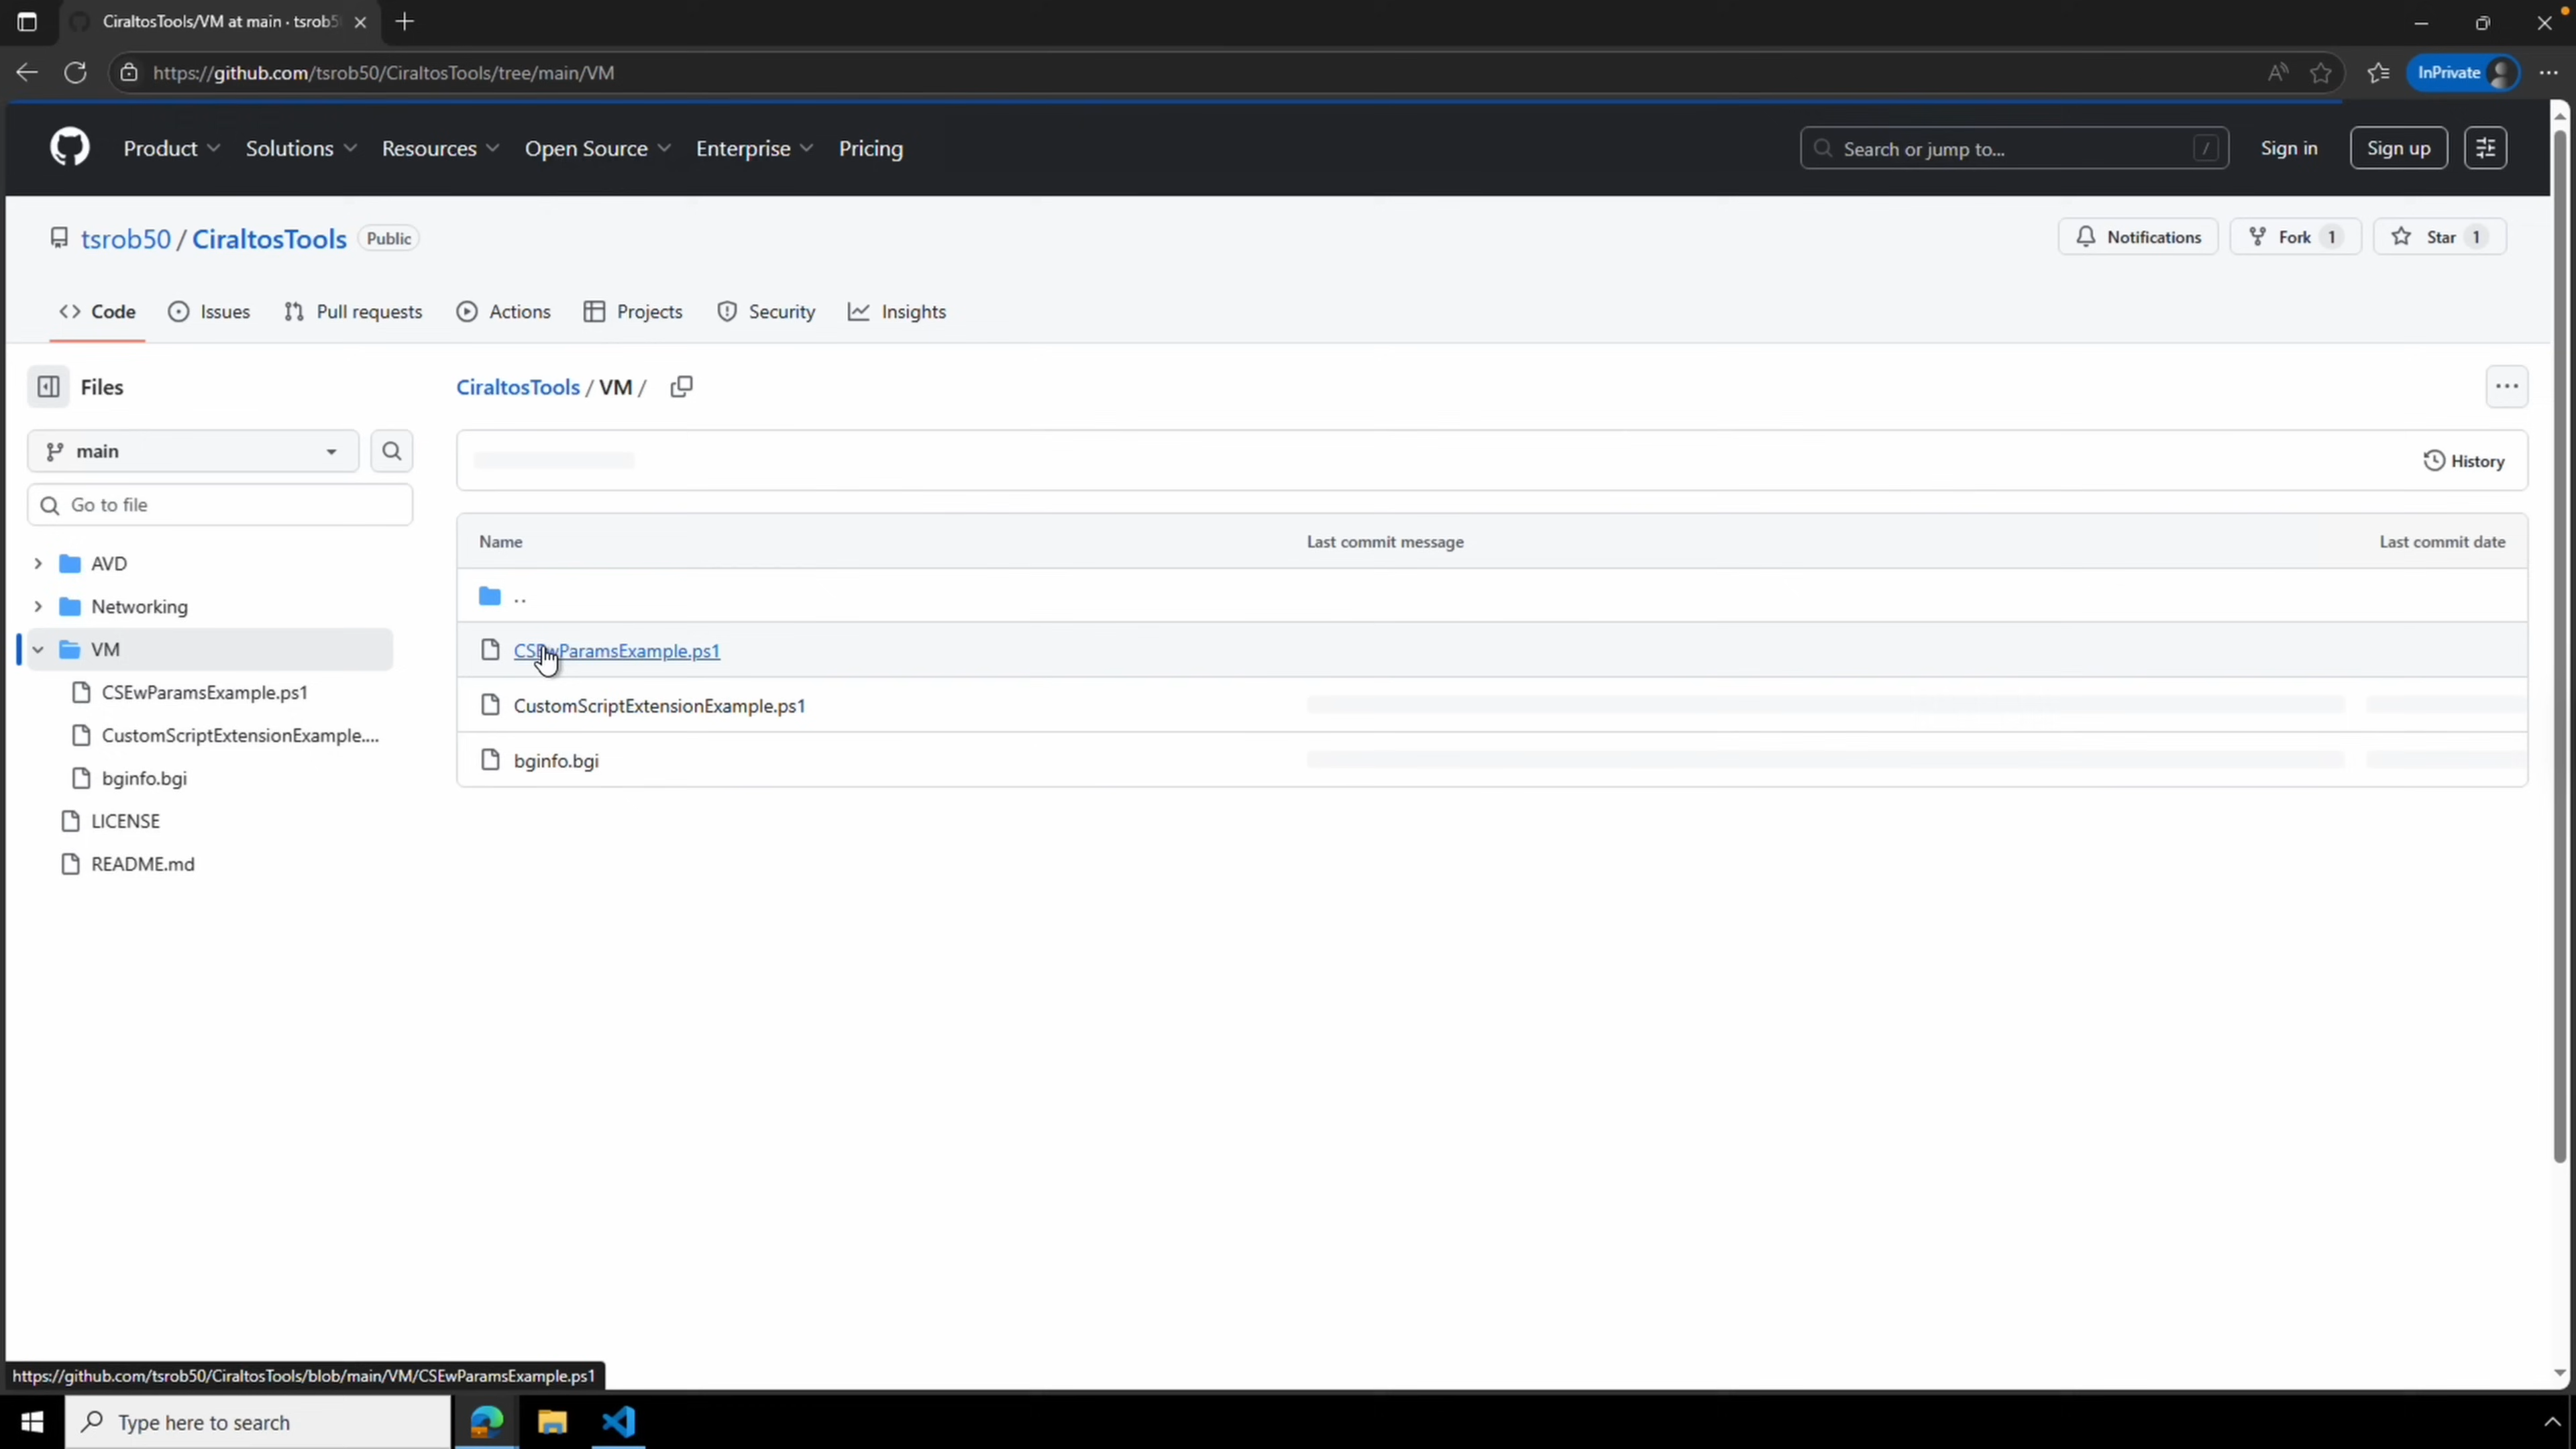 CiraltosTools/VM at main · tsrob5
https://github.com/tsrob50/CiraltosTools/tree/main/VM
InPrivate
Product
Solutions
Resources
Open Source
Enterprise
Pricing
Search or jump to...
/
Sign in
Sign up
tsrob50 / CiraltosTools
Public
Notifications
Fork 1
Star 1
Code
Issues
Pull requests
Actions
Projects
Security
Insights
Files
CiraltosTools / VM /
main
History
Go to file
Name
Last commit message
Last commit date
AVD
..
Networking
VM
CSEwParamsExample.ps1
CSEwParamsExample.ps1
CustomScriptExtensionExample.ps1
CustomScriptExtensionExample....
bginfo.bgi
bginfo.bgi
LICENSE
README.md
https://github.com/tsrob50/CiraltosTools/blob/main/VM/CSEwParamsExample.ps1
Type here to search